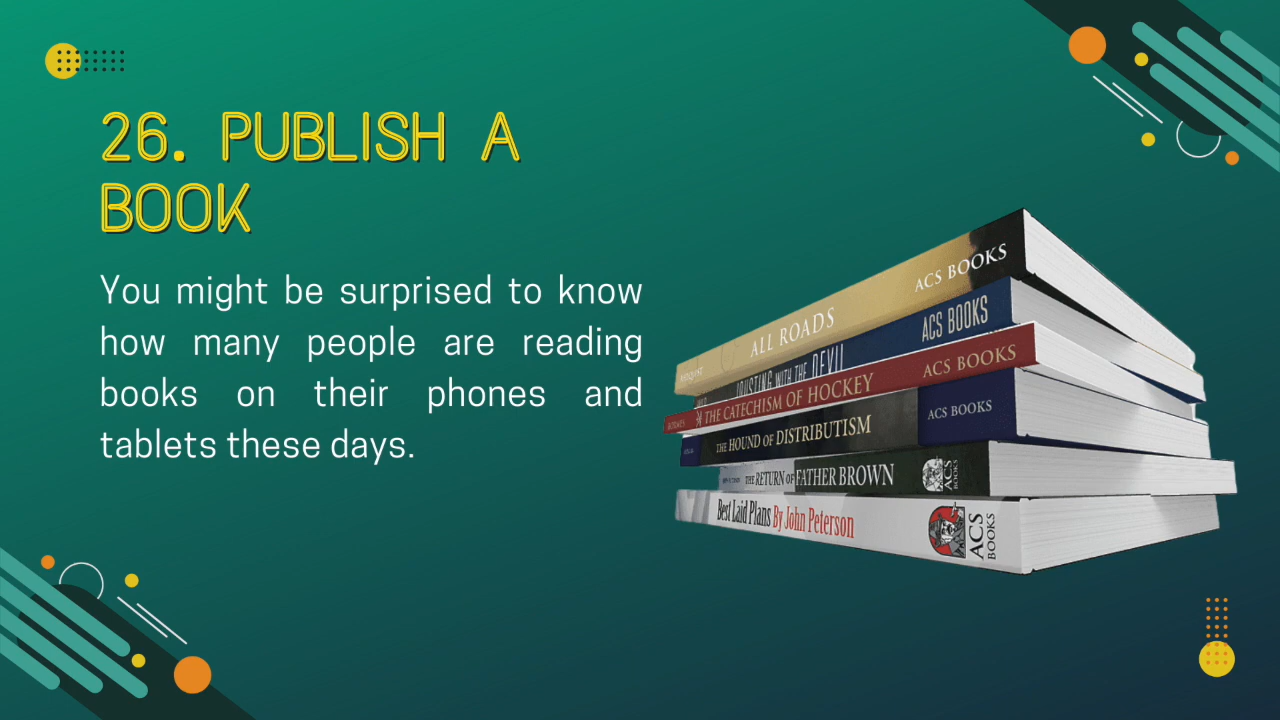 26. PUBLISH A
BOOK
You might be surprised to know
how many people are reading
books on their phones and
tablets these days.
ALL ROADS ACS BOOKS
WITH THE DEVIL ACS BOOKS
THE CATECHISM OF HOCKEY ACS BOOKS
THE HOUND OF DISTRIBUTISM ACS BOOKS
THE RETURN OF FATHER BROWN ACS BOOKS
Best Laid Plans By John Peterson ACS BOOKS